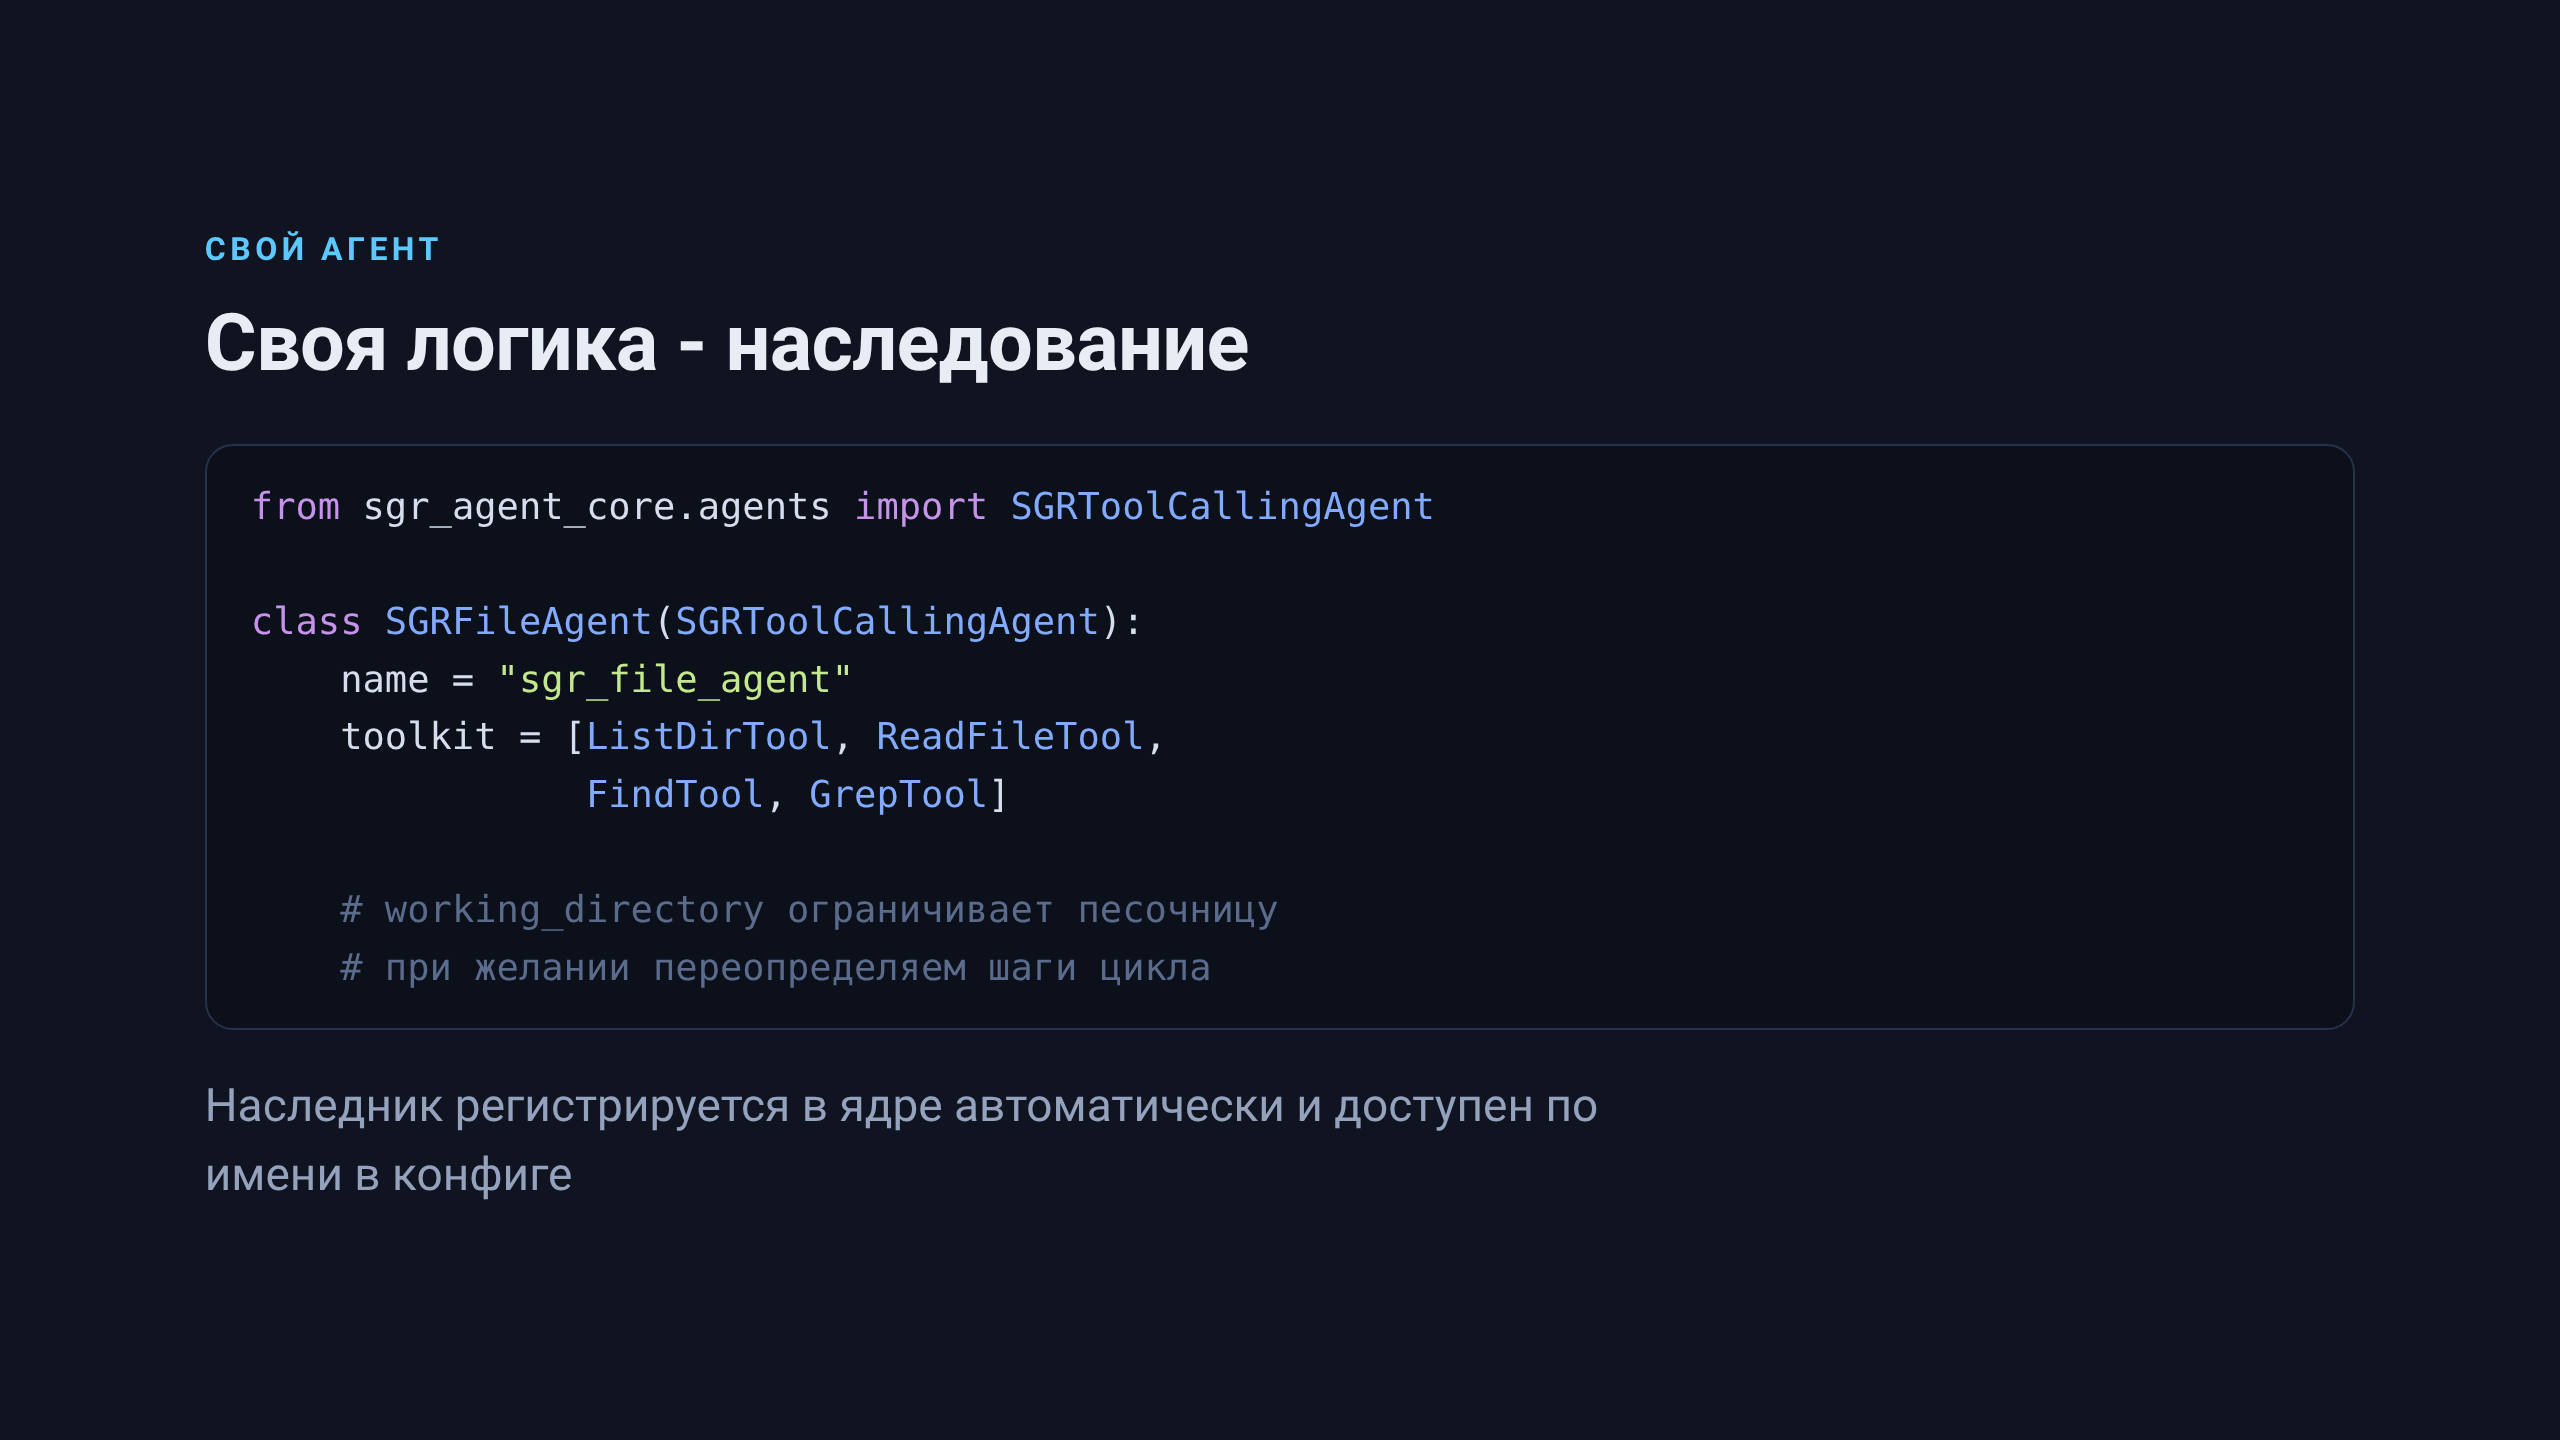 СВОЙ АГЕНТ
Своя логика - наследование
from sgr_agent_core.agents import SGRToolCallingAgent
class SGRFileAgent(SGRToolCallingAgent):
    name = "sgr_file_agent"
    toolkit = [ListDirTool, ReadFileTool,
               FindTool, GrepTool]
    # working_directory ограничивает песочницу
    # при желании переопределяем шаги цикла
Наследник регистрируется в ядре автоматически и доступен по
имени в конфиге